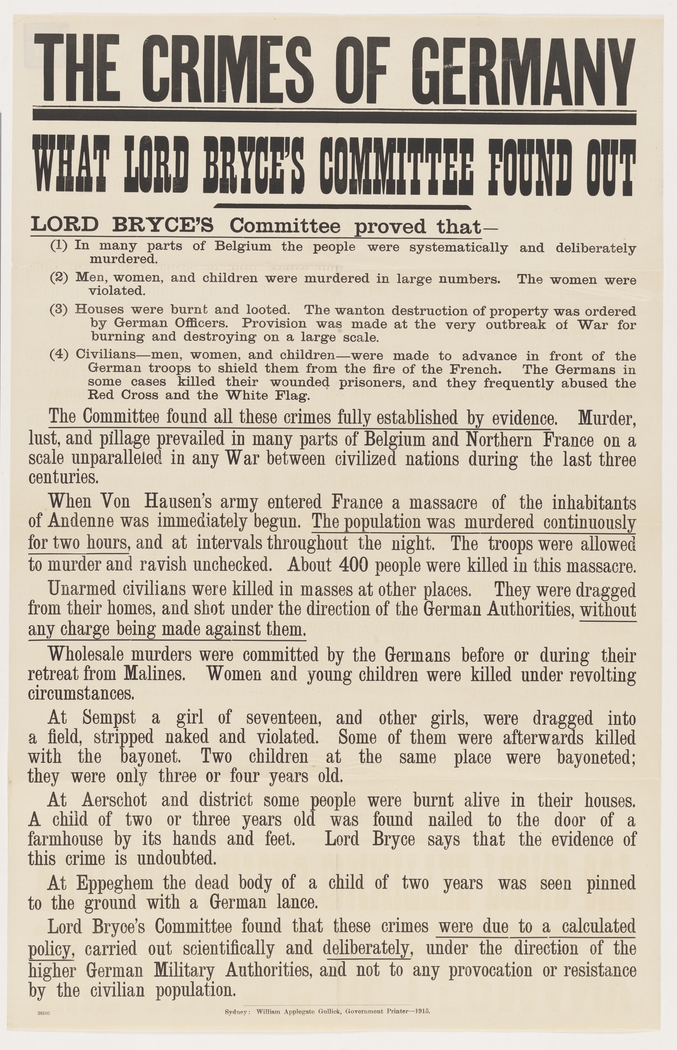 THE CRIMES OF GERMANY
WHAT LORD BRYCE'S COMMITTEE FOUND OUT
LORD BRYCE'S Committee proved that—
(1) In many parts of Belgium the people were systematically and deliberately
murdered.
(2) Men, women, and children were murdered in large numbers. The women were
violated.
(3) Houses were burnt and looted. The wanton destruction of property was ordered
by German Officers. Provision was made at the very outbreak of War for
burning and destroying on a large scale.
(4) Civilians—men, women, and children—were made to advance in front of the
German troops to shield them from the fire of the French. The Germans in
some cases killed their wounded prisoners, and they frequently abused the
Red Cross and the White Flag.
The Committee found all these crimes fully established by evidence. Murder,
lust, and pillage prevailed in many parts of Belgium and Northern France on a
scale unparalleled in any War between civilized nations during the last three
centuries.
When Von Hausen's army entered France a massacre of the inhabitants
of Andenne was immediately begun. The population was murdered continuously
for two hours, and at intervals throughout the night. The troops were allowed
to murder and ravish unchecked. About 400 people were killed in this massacre.
Unarmed civilians were killed in masses at other places. They were dragged
from their homes, and shot under the direction of the German Authorities, without
any charge being made against them.
Wholesale murders were committed by the Germans before or during their
retreat from Malines. Women and young children were killed under revolting
circumstances.
At Sempst a girl of seventeen, and other girls, were dragged into
a field, stripped naked and violated. Some of them were afterwards killed
with the bayonet. Two children at the same place were bayoneted;
they were only three or four years old.
At Aerschot and district some people were burnt alive in their houses.
A child of two or three years old was found nailed to the door of a
farmhouse by its hands and feet. Lord Bryce says that the evidence of
this crime is undoubted.
At Eppeghem the dead body of a child of two years was seen pinned
to the ground with a German lance.
Lord Bryce's Committee found that these crimes were due to a calculated
policy, carried out scientifically and deliberately, under the direction of the
higher German Military Authorities, and not to any provocation or resistance
by the civilian population.
Sydney: William Applegate Gullick, Government Printer—1915.